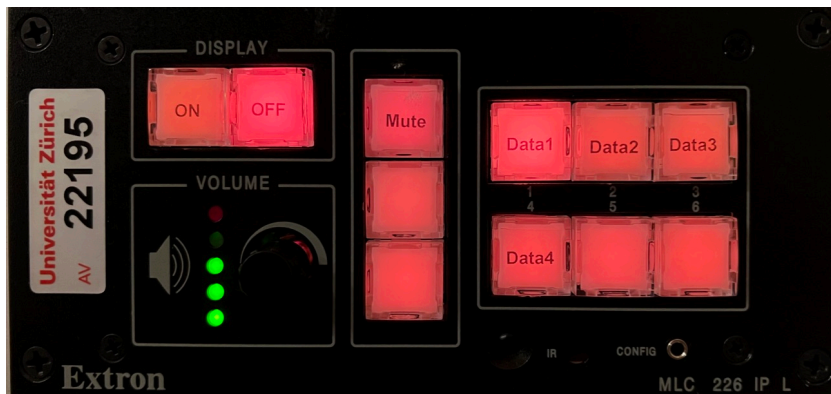 DISPLAY
ON
OFF
Universität Zürich
AV 22195
VOLUME
Mute
Data1
Data2
Data3
1
2
3
4
5
6
Data4
IR
CONFIG
Extron
MLC 226 IP L